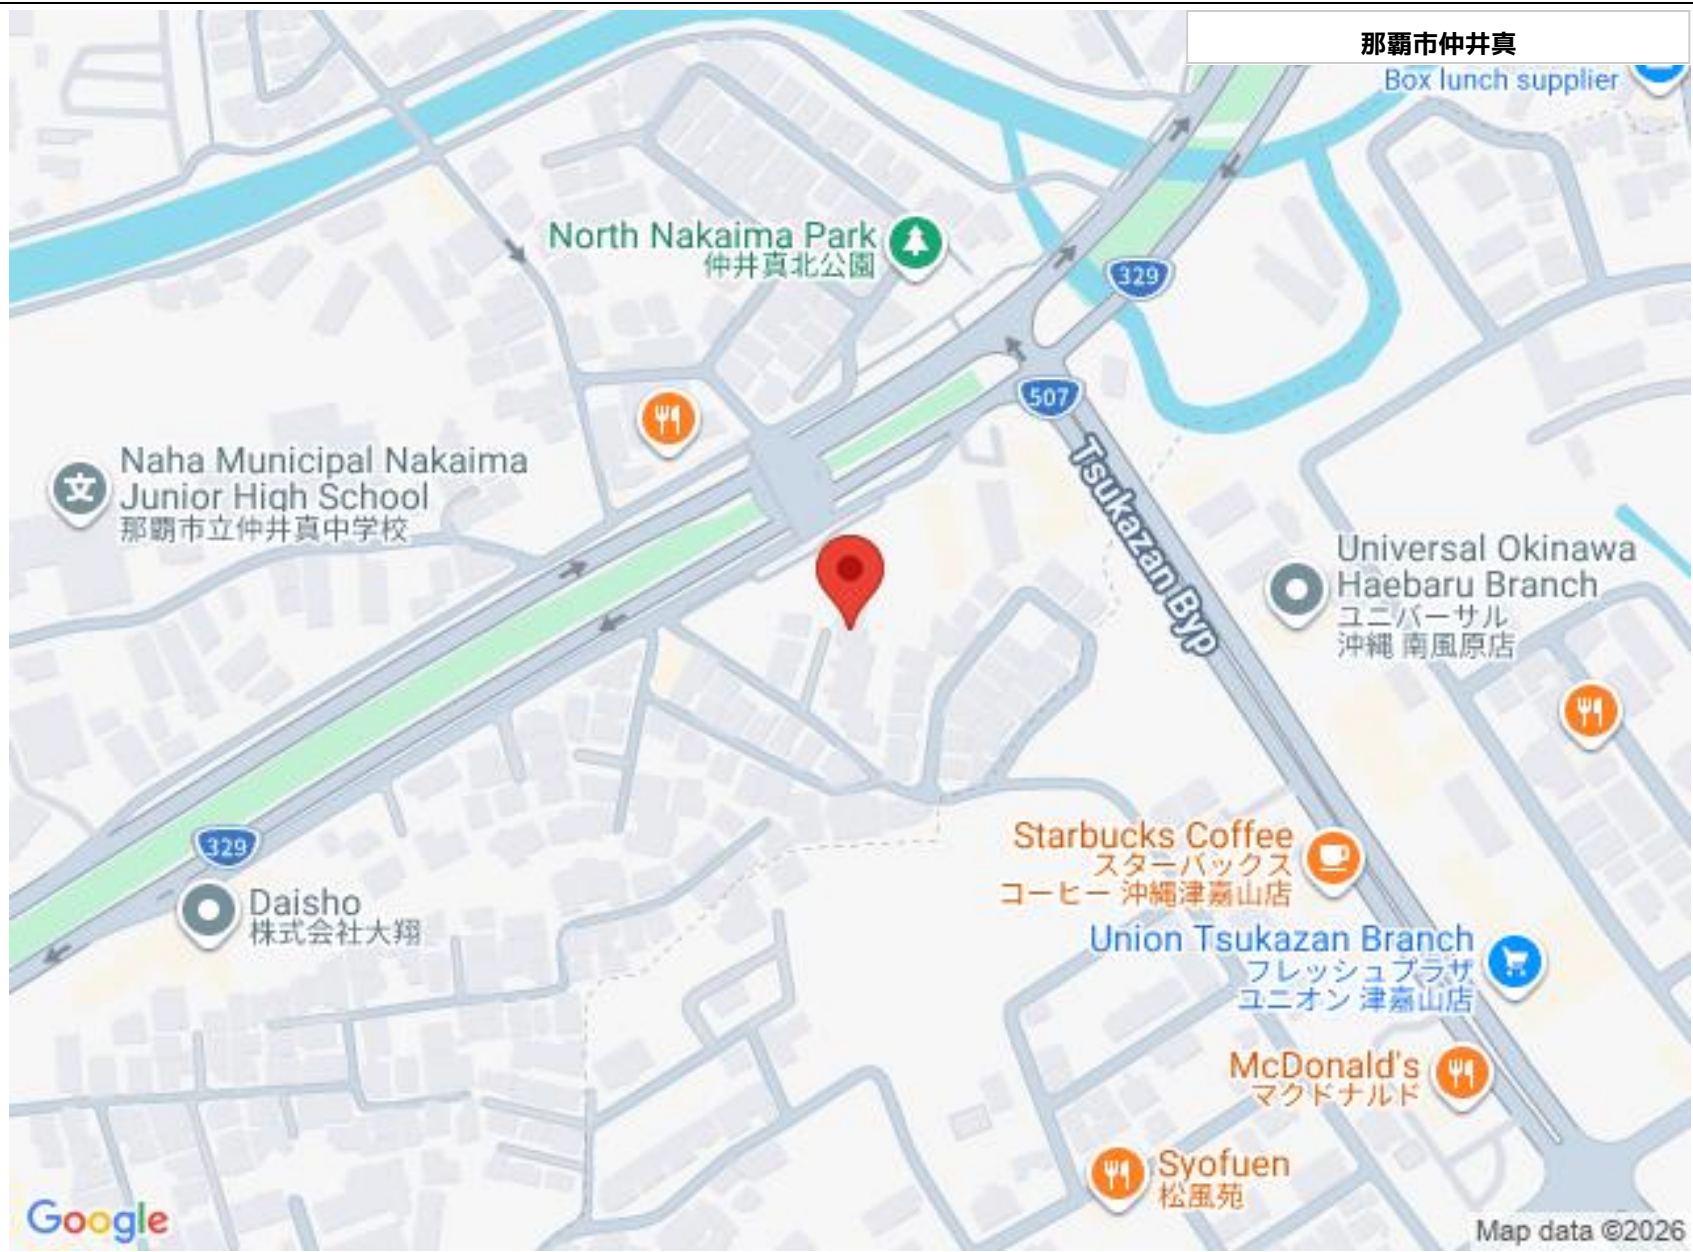 那覇市仲井真
Box lunch supplier
North Nakaima Park
仲井真北公園
329
507
Naha Municipal Nakaima
Junior High School
那覇市立仲井真中学校
Tsukazan Byp
Universal Okinawa
Haebaru Branch
ユニバーサル
沖縄 南風原店
329
Daisho
株式会社大翔
Starbucks Coffee
スターバックス
コーヒー 沖縄津嘉山店
Union Tsukazan Branch
フレッシュプラザ
ユニオン 津嘉山店
McDonald's
マクドナルド
Syofuen
松風苑
Google
Map data ©2026